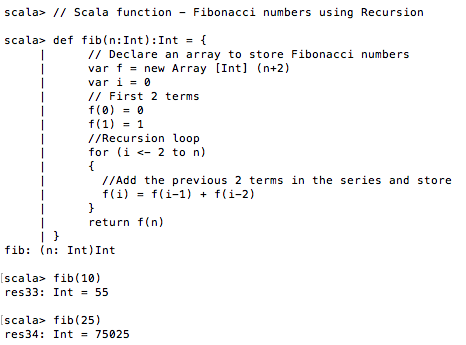 scala> // Scala function - Fibonacci numbers using Recursion
scala> def fib(n:Int):Int = {
     |       // Declare an array to store Fibonacci numbers
     |       var f = new Array [Int] (n+2)
     |       var i = 0
     |       // First 2 terms
     |       f(0) = 0
     |       f(1) = 1
     |       //Recursion loop
     |       for (i <- 2 to n)
     |       {
     |         //Add the previous 2 terms in the series and store
     |         f(i) = f(i-1) + f(i-2)
     |       }
     |       return f(n)
     | }
fib: (n: Int)Int
[scala> fib(10)
res33: Int = 55
[scala> fib(25)
res34: Int = 75025